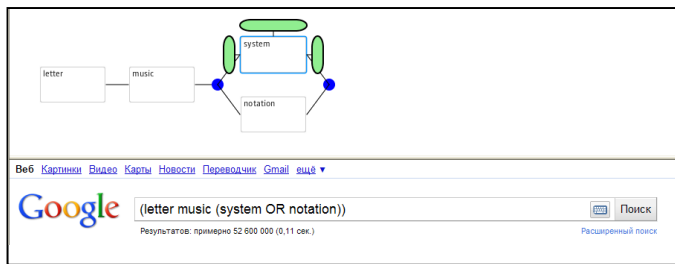 system
letter music
notation
Веб Картинки Видео Карты Новости Переводчик Gmail ещё ▼
Google (letter music (system OR notation)) Поиск
Результатов: примерно 52 600 000 (0,11 сек.) Расширенный поиск